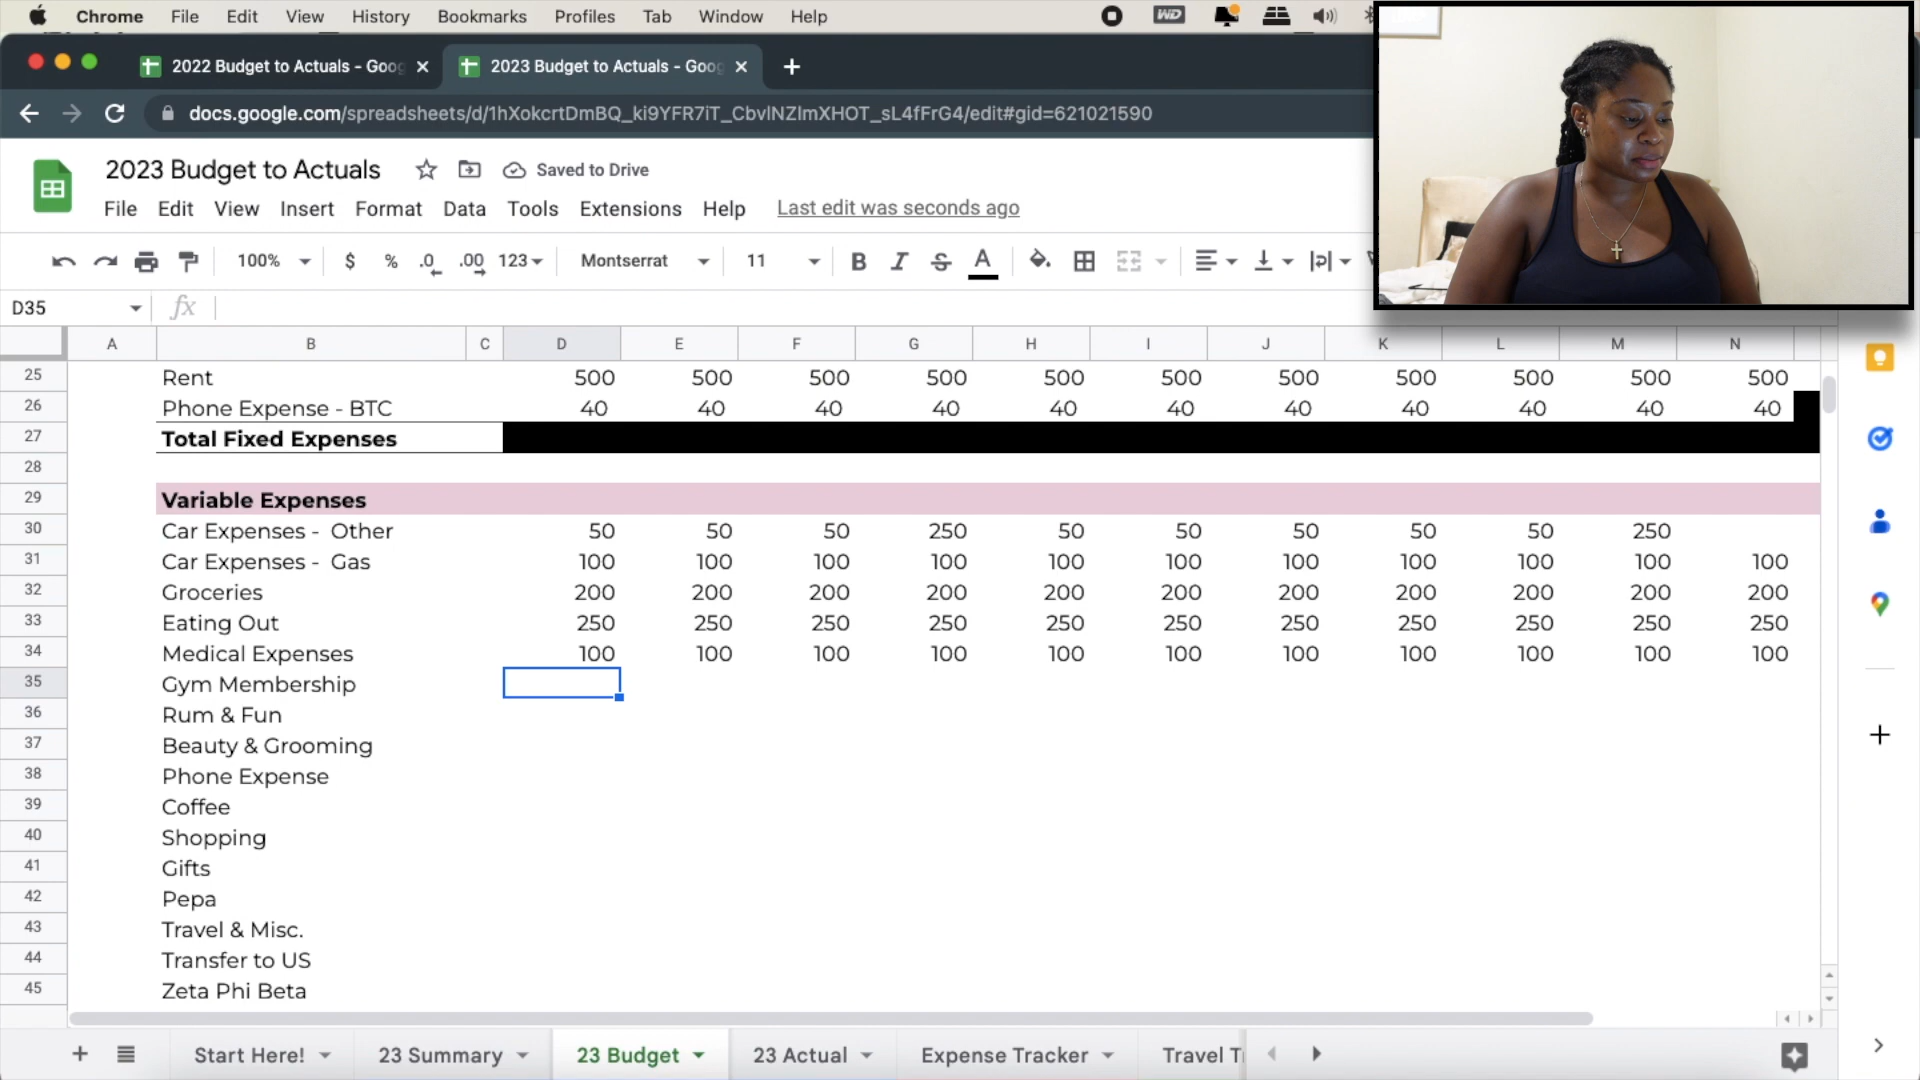 Chrome File Edit View History Bookmarks Profiles Tab Window Help WD
2022 Budget to Actuals - Goog 2023 Budget to Actuals - Goog
docs.google.com/spreadsheets/d/1hXokcrtDmBQ_ki9YFR7iT_CbvlNZlmXHOT_sL4fFrG4/edit#gid=621021590
2023 Budget to Actuals Saved to Drive
File Edit View Insert Format Data Tools Extensions Help Last edit was seconds ago
100% $ % .0 .00 123 Montserrat 11 B I S A
D35 fx
A B C D E F G H I J K L M N
25 Rent 500 500 500 500 500 500 500 500 500 500 500
26 Phone Expense - BTC 40 40 40 40 40 40 40 40 40 40 40
27 Total Fixed Expenses
28
29 Variable Expenses
30 Car Expenses - Other 50 50 50 250 50 50 50 50 50 250
31 Car Expenses - Gas 100 100 100 100 100 100 100 100 100 100 100
32 Groceries 200 200 200 200 200 200 200 200 200 200 200
33 Eating Out 250 250 250 250 250 250 250 250 250 250 250
34 Medical Expenses 100 100 100 100 100 100 100 100 100 100 100
35 Gym Membership
36 Rum & Fun
37 Beauty & Grooming
38 Phone Expense
39 Coffee
40 Shopping
41 Gifts
42 Pepa
43 Travel & Misc.
44 Transfer to US
45 Zeta Phi Beta
Start Here! 23 Summary 23 Budget 23 Actual Expense Tracker Travel T